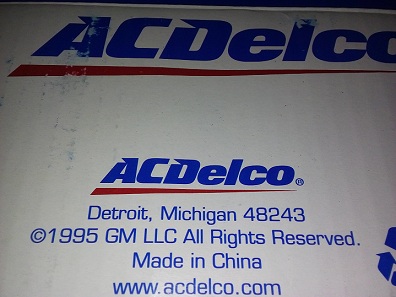 ACDelco
ACDelco®
Detroit, Michigan 48243
©1995 GM LLC All Rights Reserved.
Made in China
www.acdelco.com